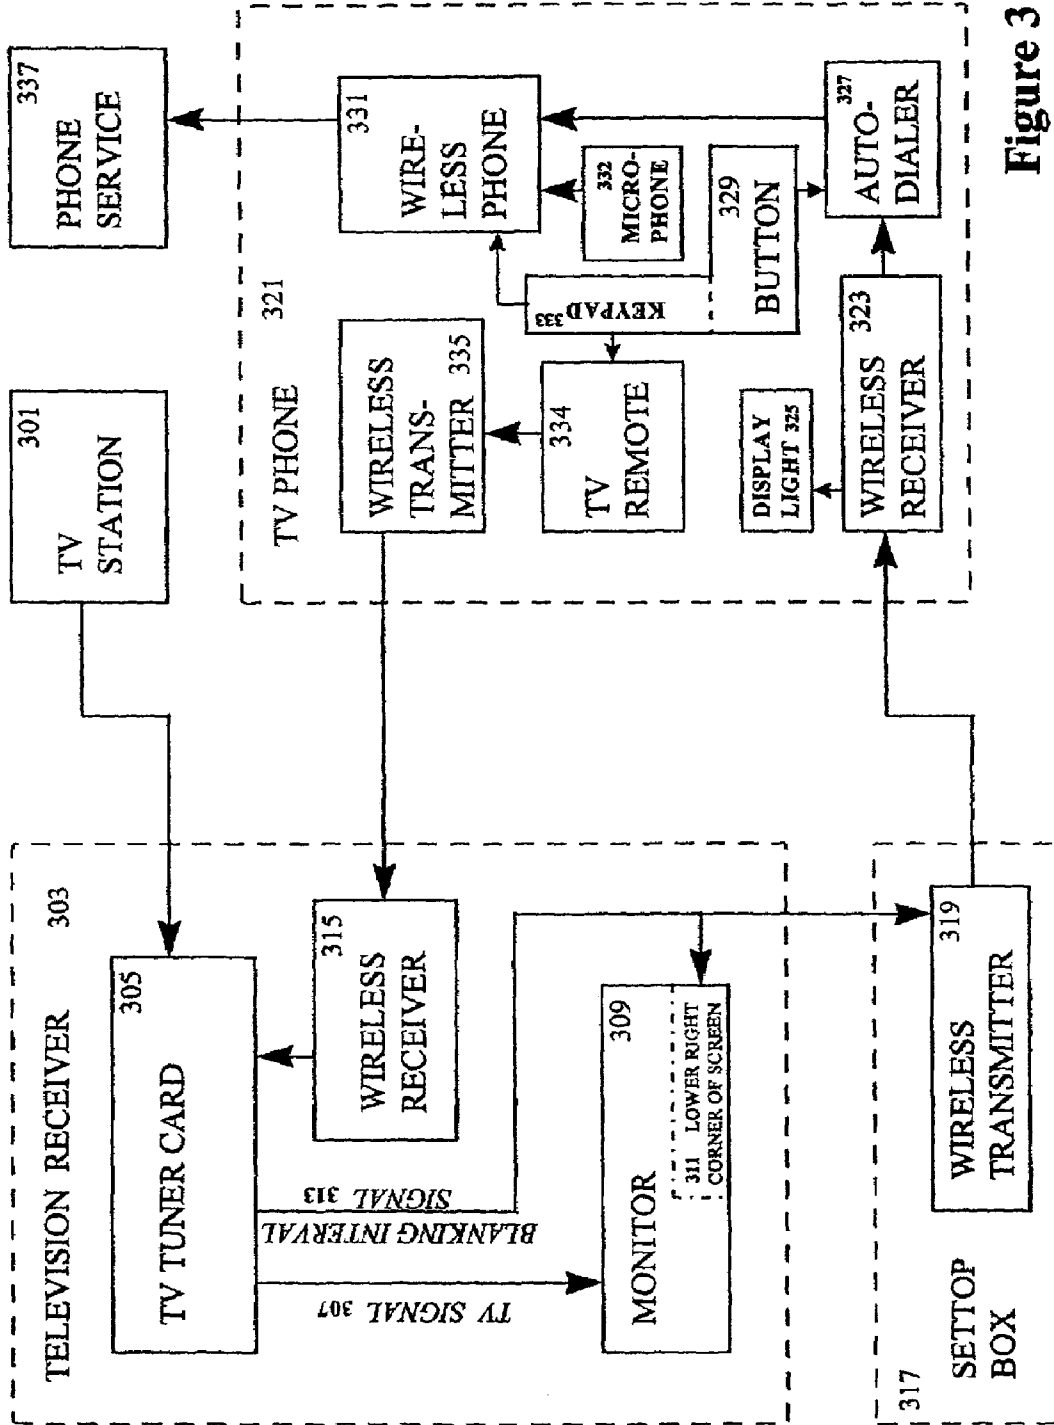 TELEVISION RECEIVER 303
305
TV TUNER CARD
315
WIRELESS
RECEIVER
BLANKING INTERVAL
SIGNAL 313
TV SIGNAL 307
309
MONITOR
311 LOWER RIGHT
CORNER OF SCREEN
317
SETTOP
BOX
319
WIRELESS
TRANSMITTER
301
TV
STATION
337
PHONE
SERVICE
TV PHONE 321
WIRELESS
TRANS-
MITTER 335
331
WIRE-
LESS
PHONE
334
TV
REMOTE
KEYPAD 333
332
MICRO-
PHONE
329
BUTTON
DISPLAY
LIGHT 325
323
WIRELESS
RECEIVER
327
AUTO-
DIALER
Figure 3